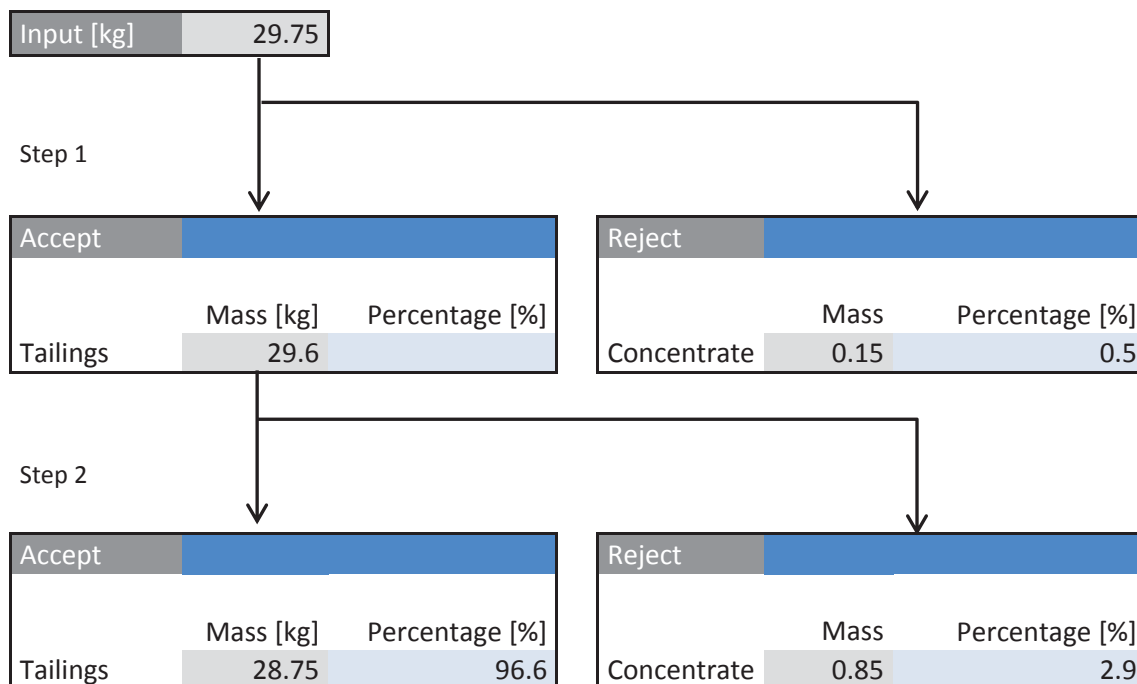 Input [kg] 29.75
Step 1
Accept
Mass [kg] Percentage [%]
Tailings 29.6
Reject
Mass Percentage [%]
Concentrate 0.15 0.5
Step 2
Accept
Mass [kg] Percentage [%]
Tailings 28.75 96.6
Reject
Mass Percentage [%]
Concentrate 0.85 2.9